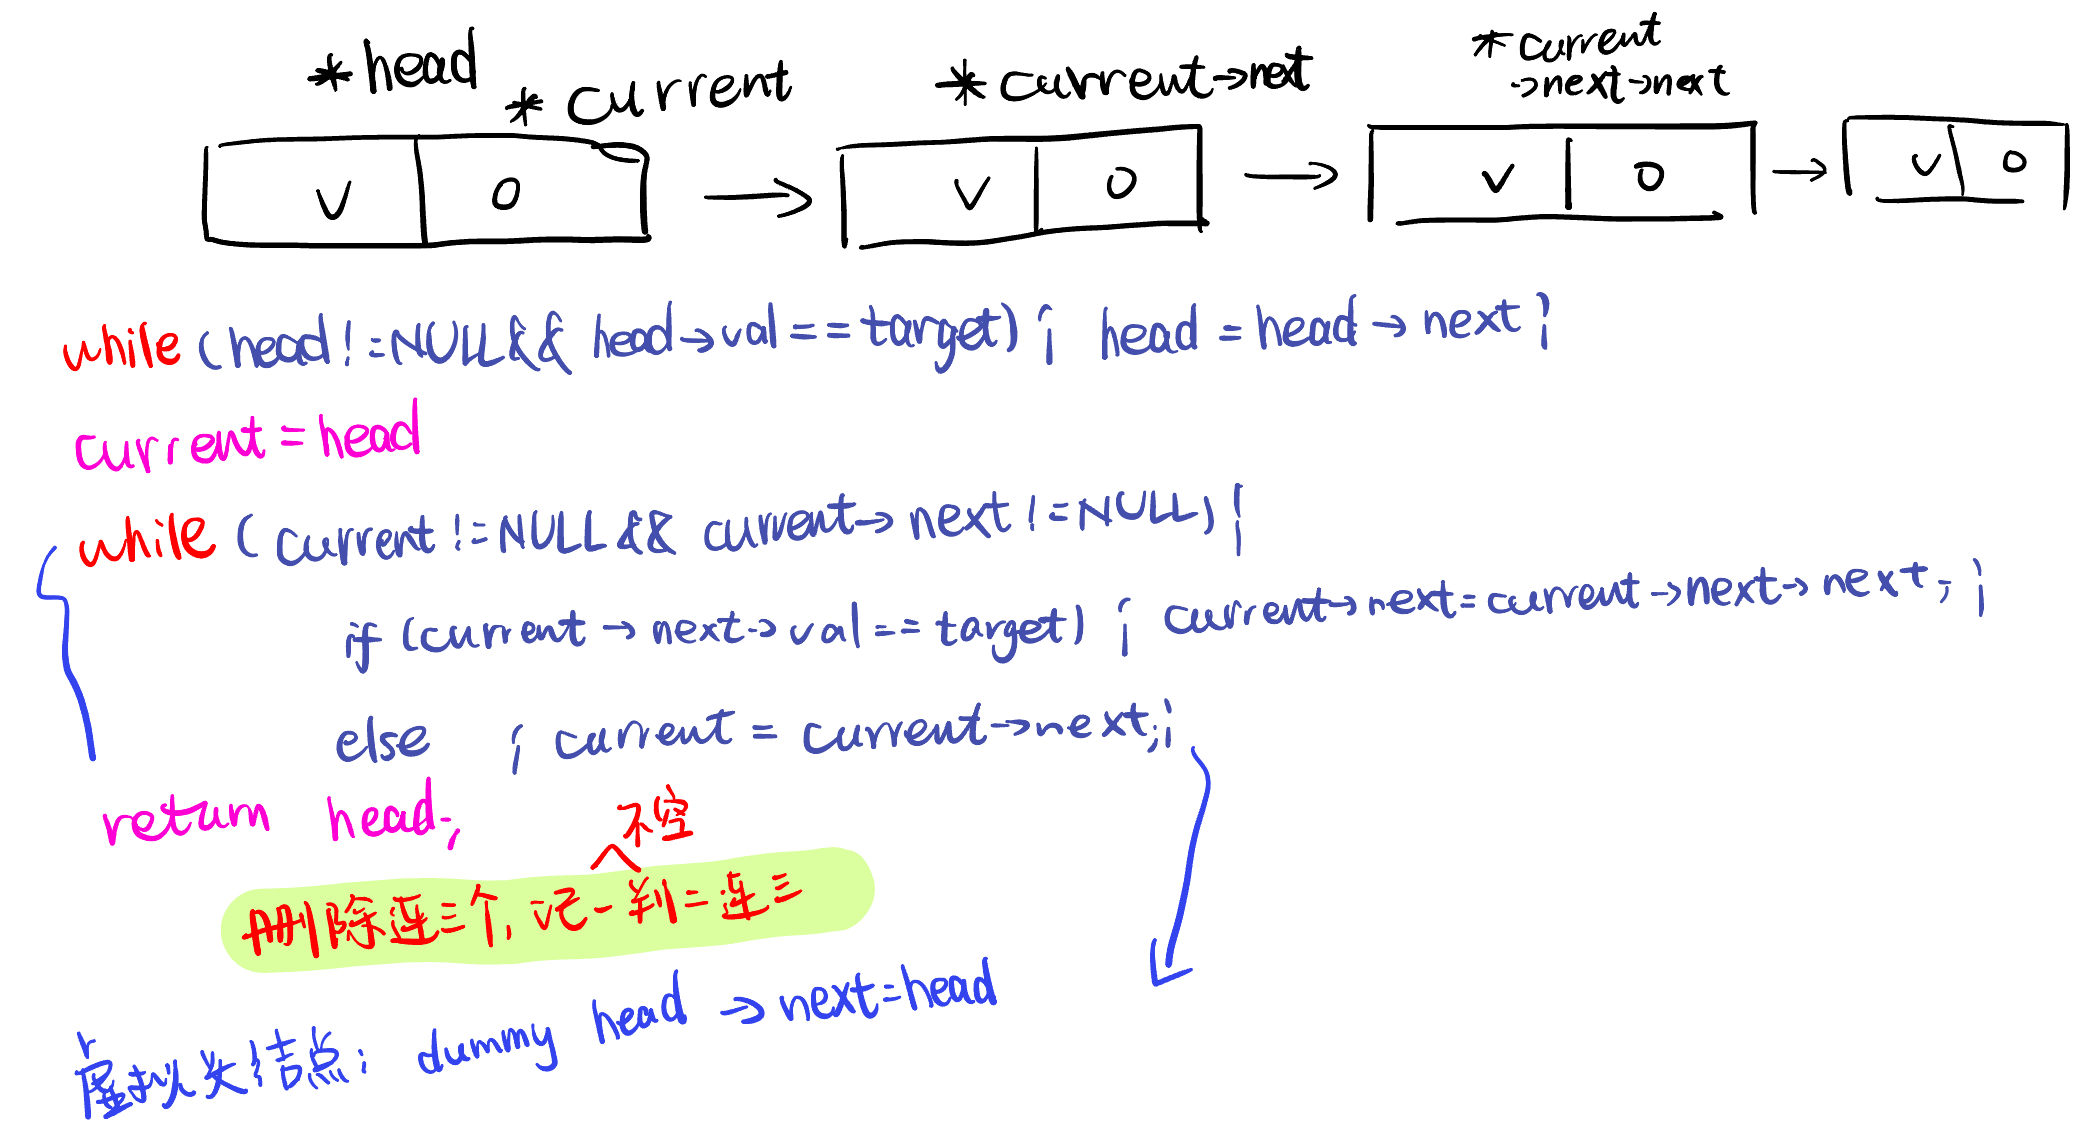 *head
*current
*current→next
*current
→next→next
V O → V O → V O → V O
while (head!=NULL&& head→val==target) { head=head→next }
current=head
while (current!=NULL&& current→next!=NULL) {
if (current→next→val==target) { current→next=current→next→next; }
else { current = current→next; }
return head;
不空
删除连三个,记一判二连三
虚拟头结点: dummy head→next=head